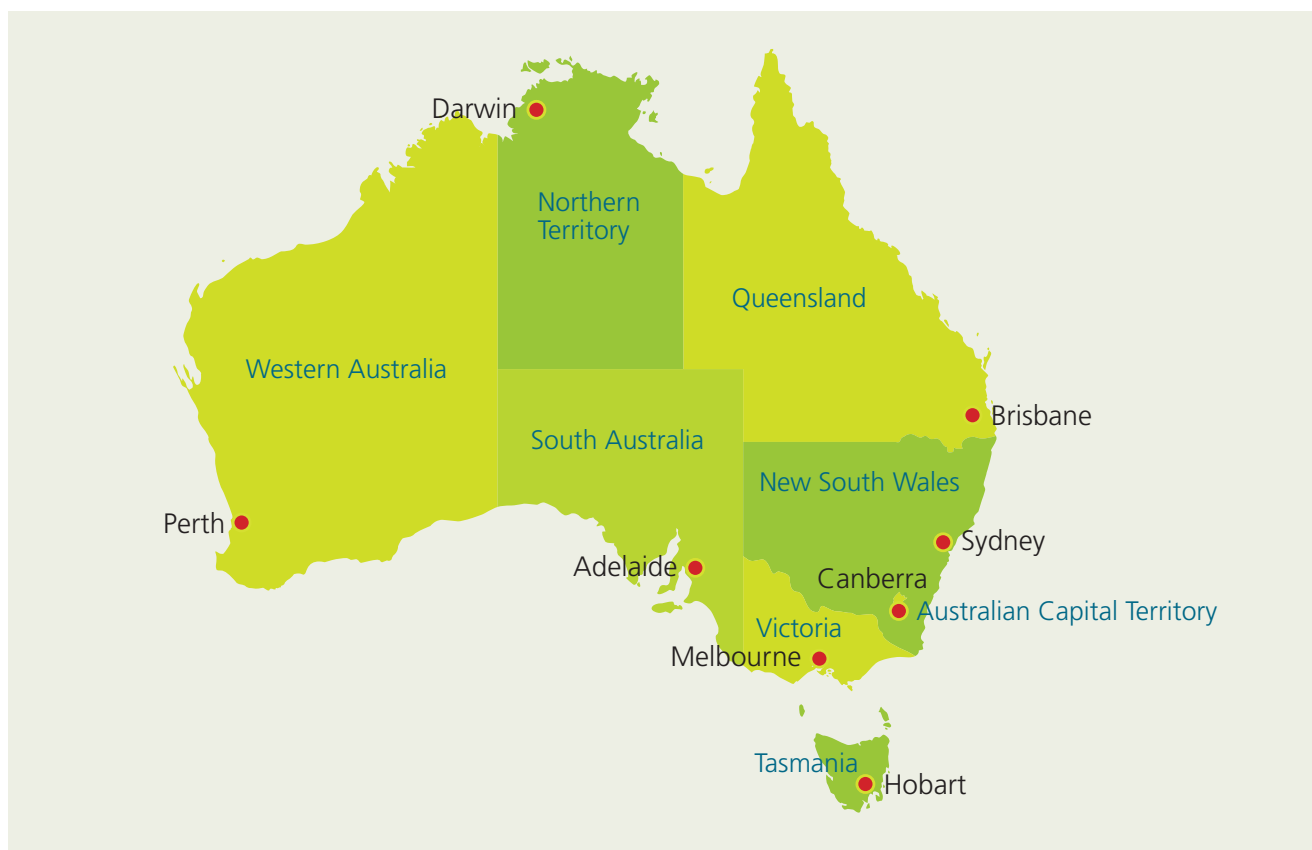 Darwin
Northern
Territory
Queensland
Western Australia
Brisbane
South Australia
New South Wales
Perth
Sydney
Adelaide
Canberra
Australian Capital Territory
Victoria
Melbourne
Tasmania
Hobart